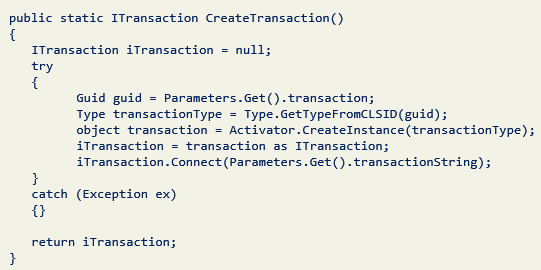 public static ITransaction CreateTransaction()
{
ITransaction iTransaction = null;
try
{
Guid guid = Parameters.Get().transaction;
Type transactionType = Type.GetTypeFromCLSID(guid);
object transaction = Activator.CreateInstance(transactionType);
iTransaction = transaction as ITransaction;
iTransaction.Connect(Parameters.Get().transactionString);
}
catch (Exception ex)
{}
return iTransaction;
}